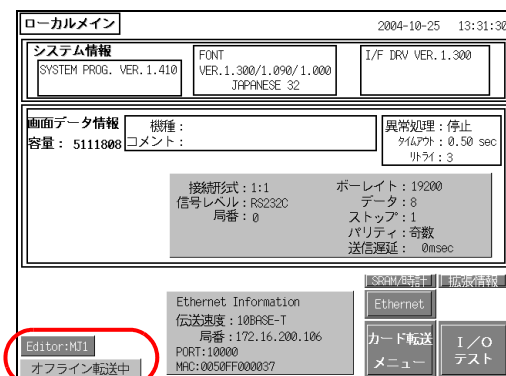 ローカルメイン 2004-10-25 13:31:30
システム情報
SYSTEM PROG. VER.1.410
FONT
VER.1.300/1.090/1.000
JAPANESE 32
I/F DRV VER.1.300
画面データ情報
容量: 5111808
機種:
コメント:
異常処理:停止
タイムアウト:0.50 sec
リトライ:3
接続形式:1:1
信号レベル:RS232C
局番:0
ボーレイト:19200
データ:8
ストップ:1
パリティ:奇数
送信遅延: 0msec
SRAM/時計 拡張情報
Ethernet Information
伝送速度:10BASE-T
局番:172.16.200.106
PORT:10000
MAC:0050FF000037
Ethernet
カード転送
メニュー
I/O
テスト
Editor:MJ1
オフライン転送中